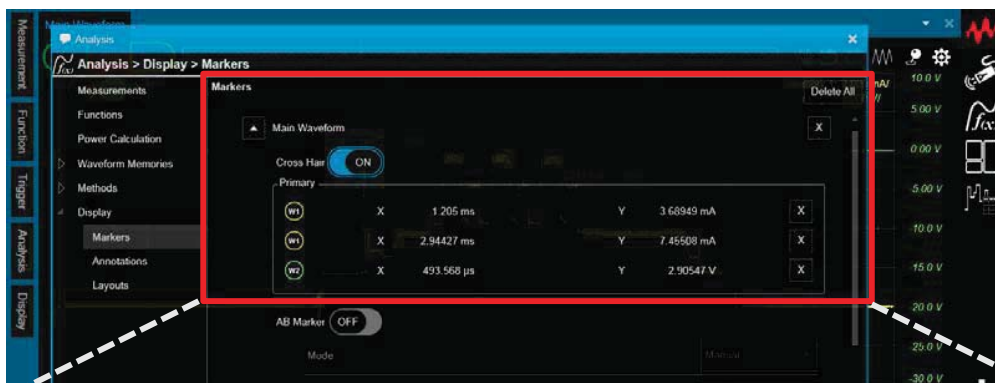 Main Waveform
Analysis
Analysis > Display > Markers
Measurements
Functions
Power Calculation
Waveform Memories
Methods
Display
Markers
Annotations
Layouts
Markers
Delete All
Main Waveform
X
Cross Hair ON
Primary
W1 X 1.205 ms Y 3.68949 mA X
W1 X 2.94427 ms Y 7.45508 mA X
W2 X 493.568 µs Y 2.90547 V X
AB Marker OFF
Mode
Manual
Measurement
Function
Trigger
Analysis
Display
f(x)
10.0 V
5.00 V
0.00 V
-5.00 V
-10.0 V
-15.0 V
-20.0 V
-25.0 V
-30.0 V